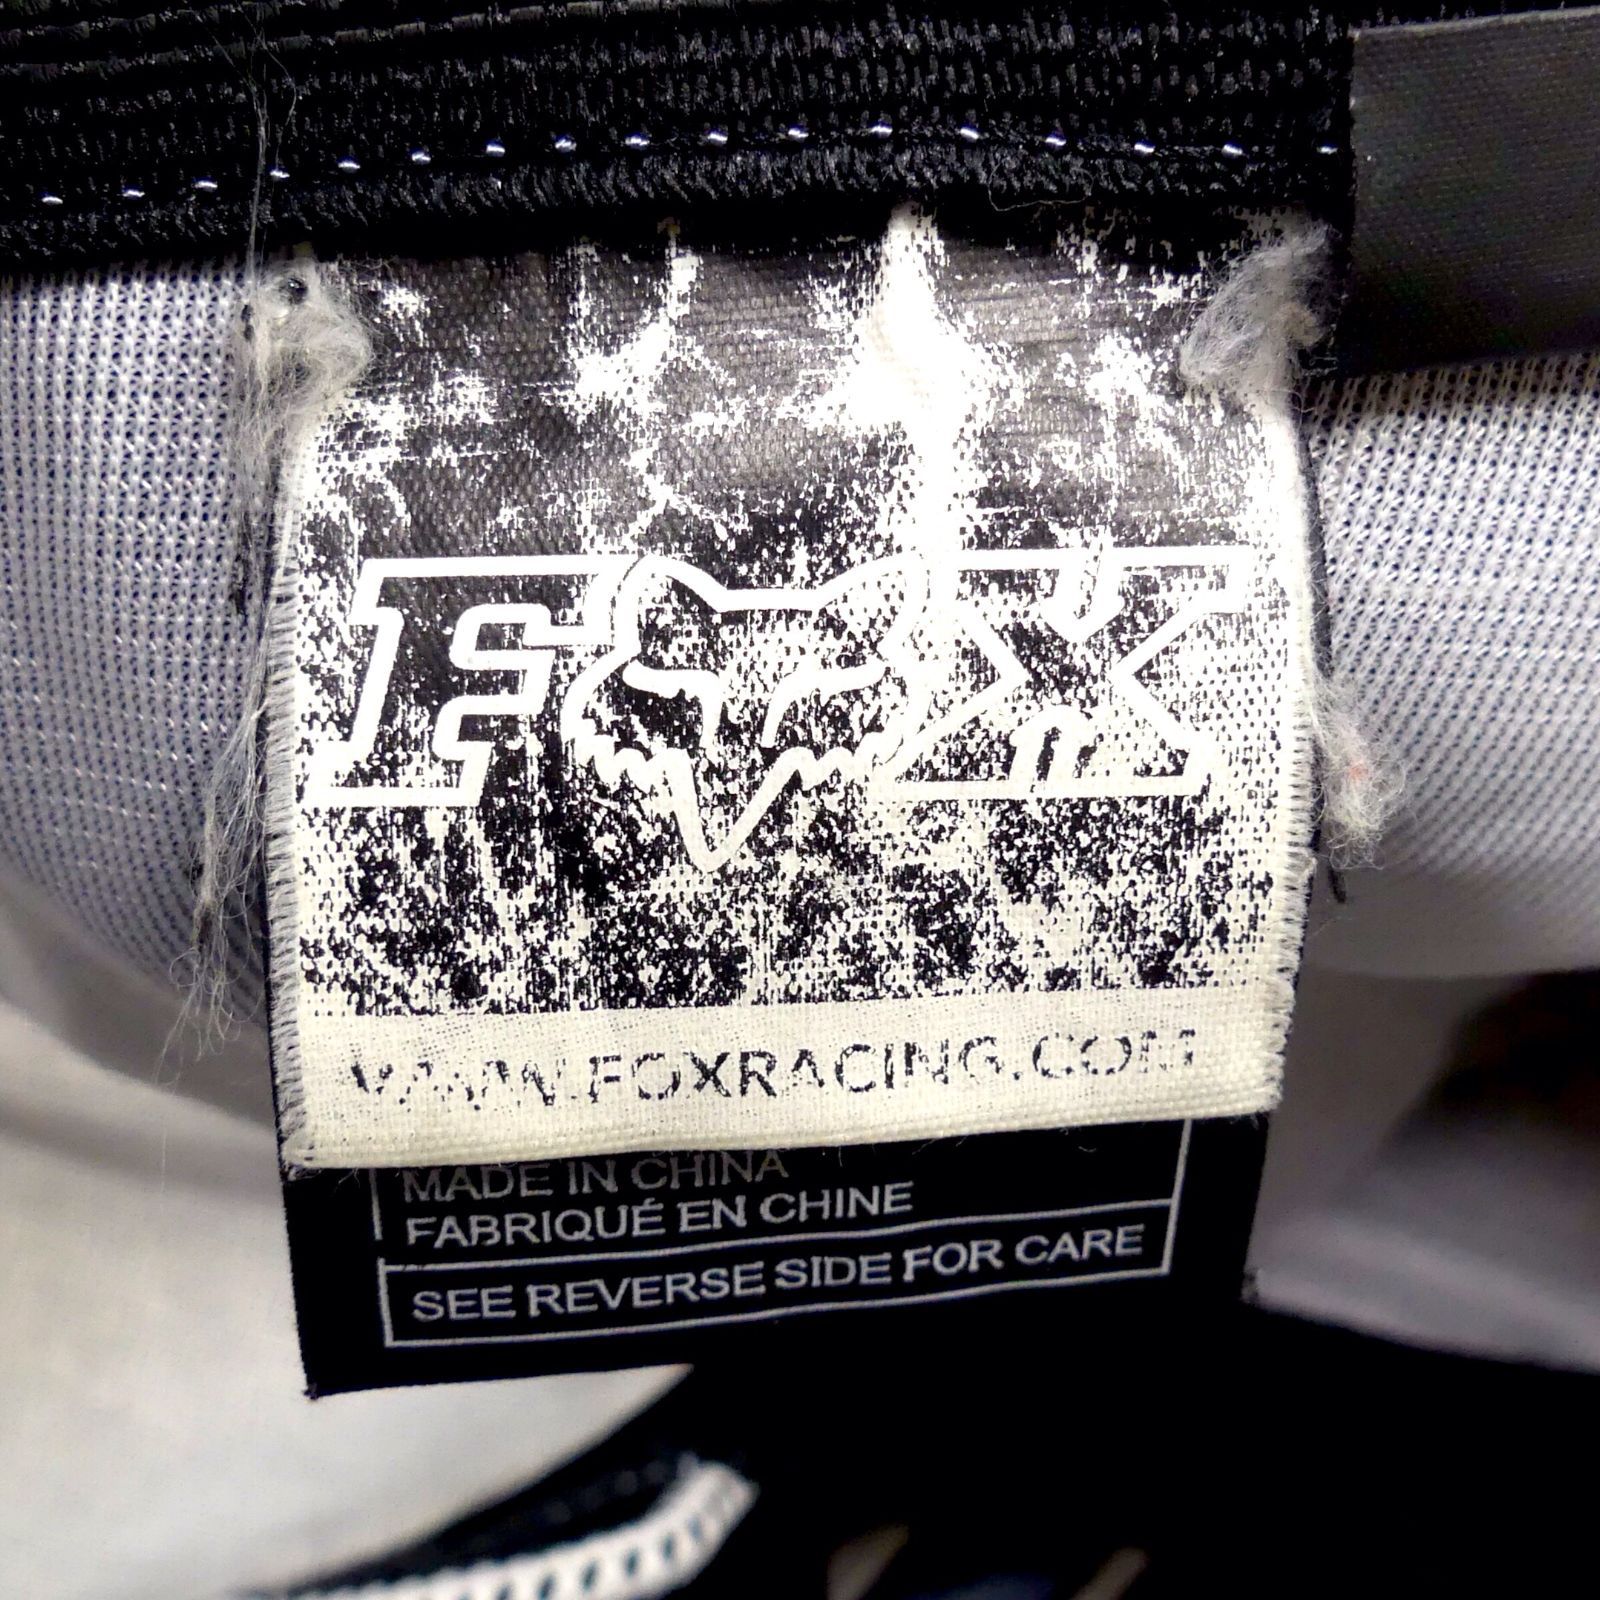 FOX
WWW.FOXRACING.COM
MADE IN CHINA
FABRIQUÉ EN CHINE
SEE REVERSE SIDE FOR CARE